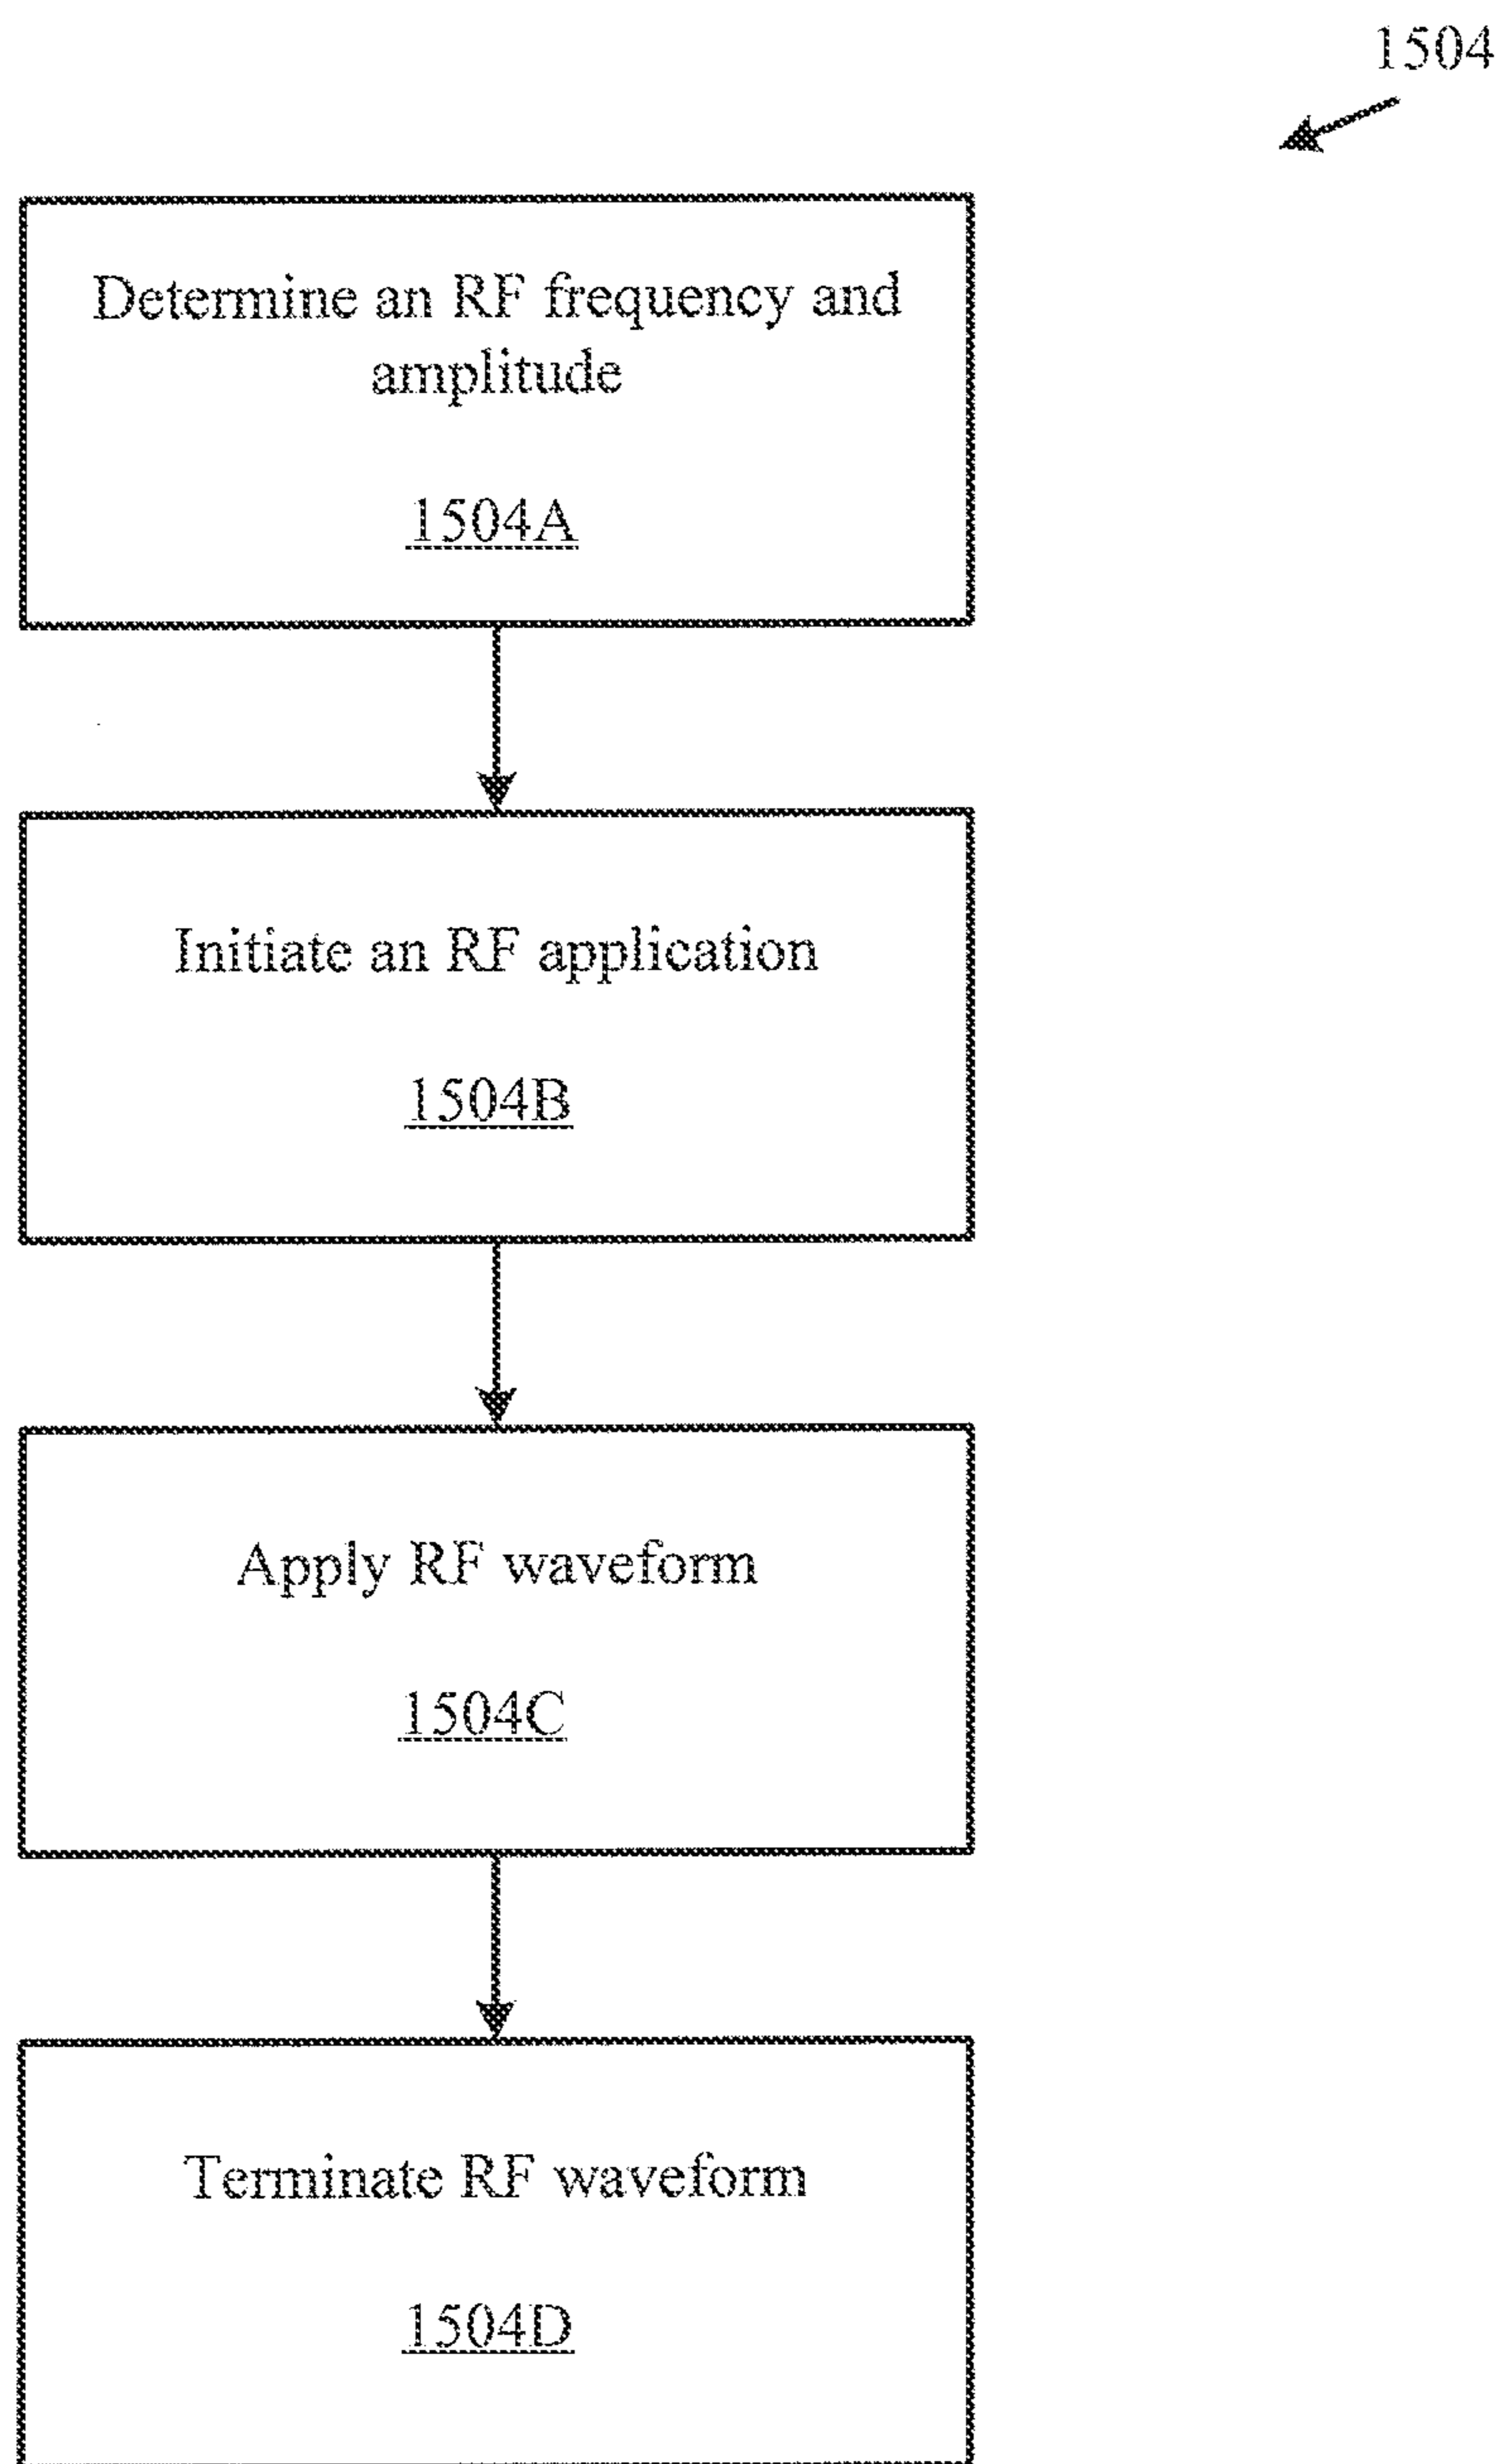 1504
Determine an RF frequency and
amplitude
1504A
Initiate an RF application
1504B
Apply RF waveform
1504C
Terminate RF waveform
1504D